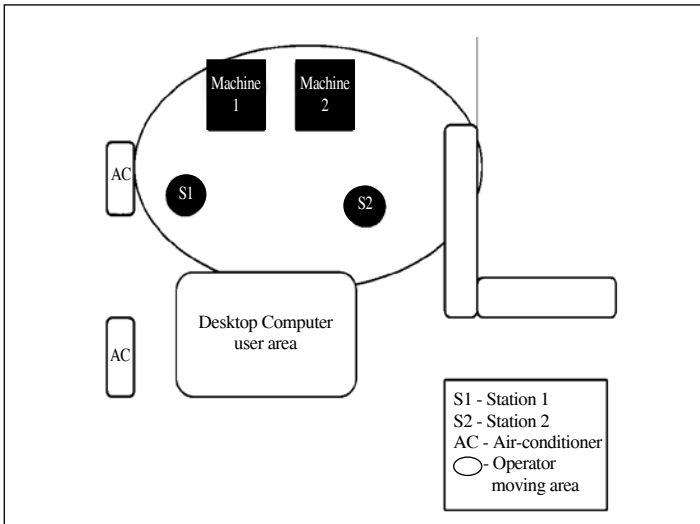 Machine
1
Machine
2
AC
S1
S2
Desktop Computer
user area
AC
S1 - Station 1
S2 - Station 2
AC - Air-conditioner
- Operator
moving area